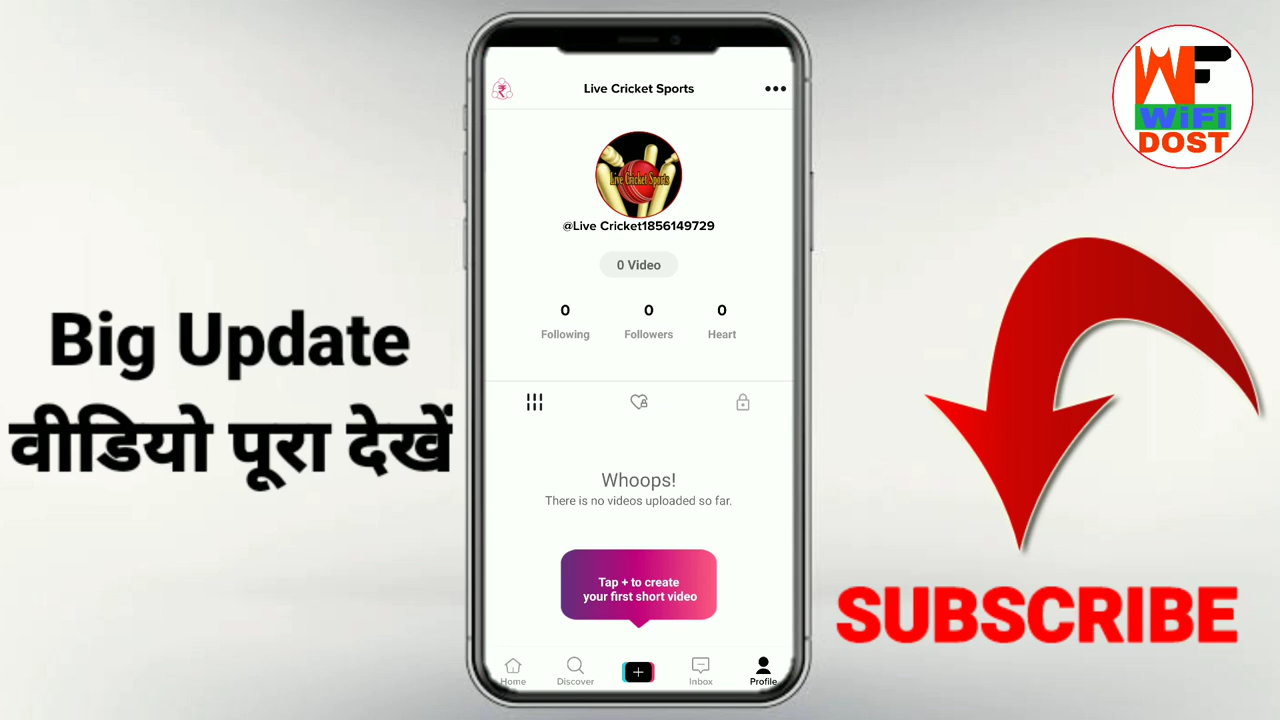 Big Update
वीडियो पूरा देखें
Live Cricket Sports
Live Cricket Sports
@Live Cricket1856149729
0 Video
0 0 0
Following Followers Heart
Whoops!
There is no videos uploaded so far.
Tap + to create
your first short video
Home Discover Inbox Profile
WF
WiFi
DOST
SUBSCRIBE